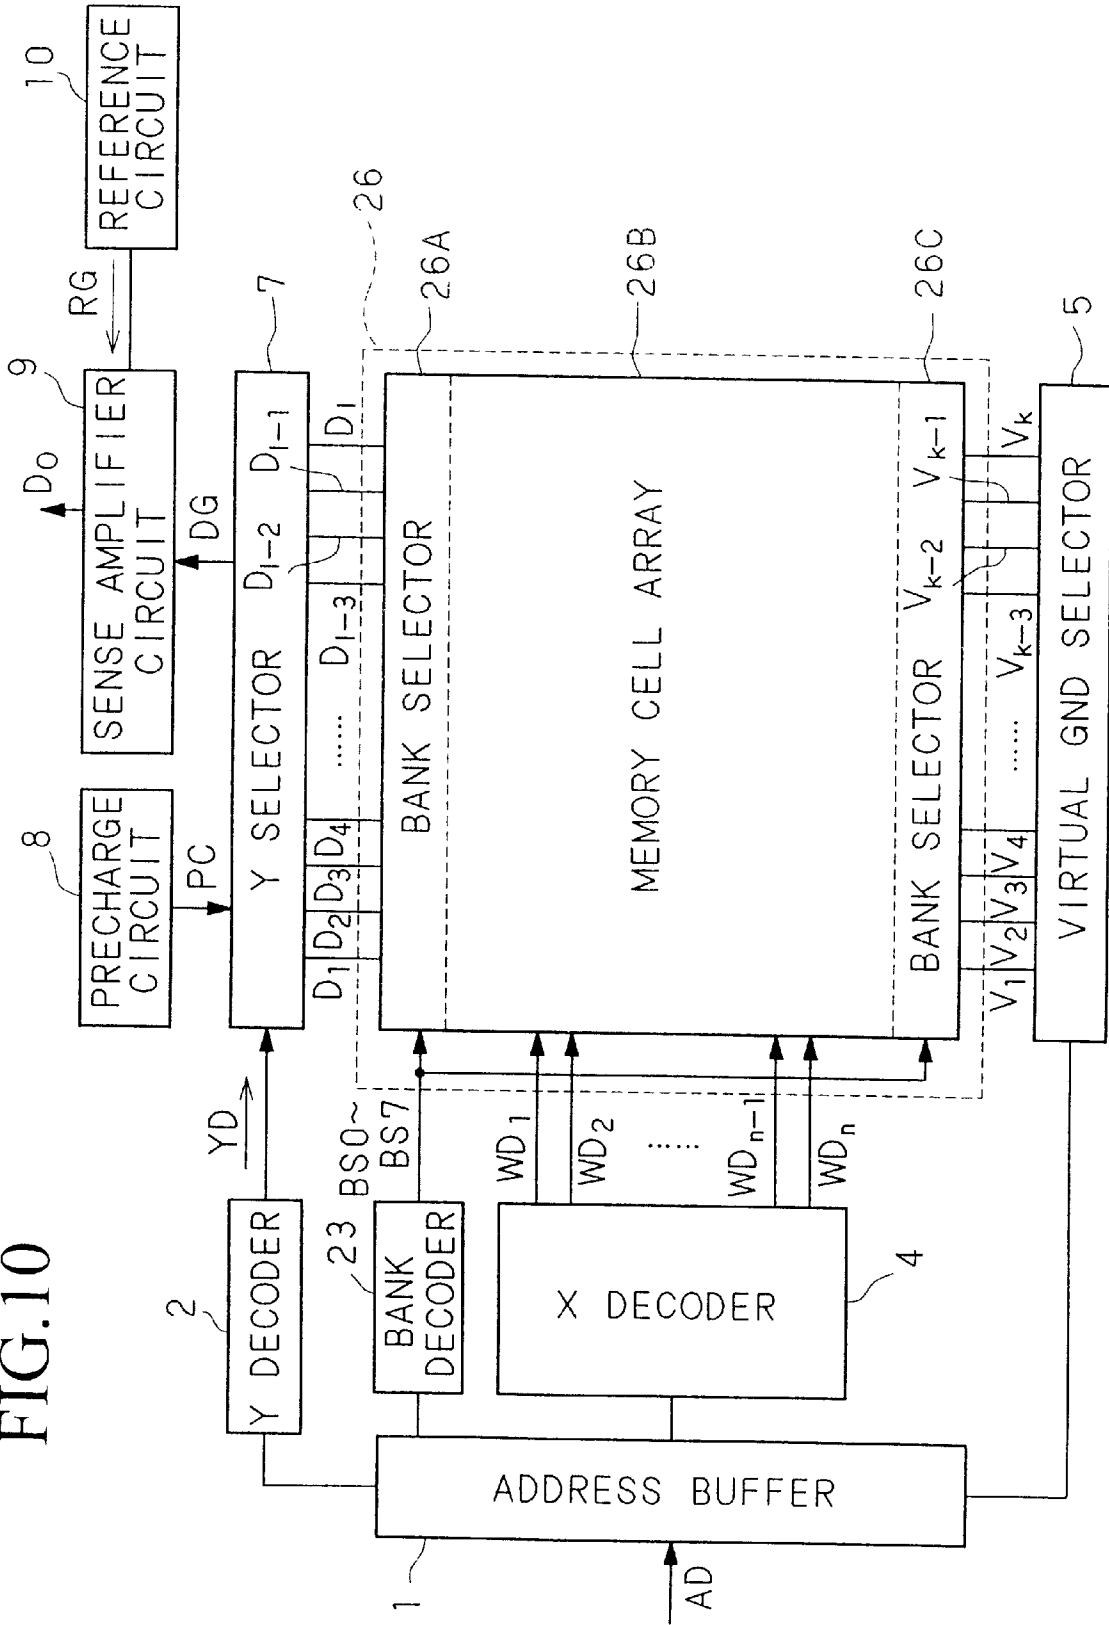 FIG.10
10
REFERENCE
CIRCUIT
RG
9
SENSE AMPLIFIER
CIRCUIT
D₀
DG
8
PRECHARGE
CIRCUIT
PC
7
Y SELECTOR
YD
2
Y DECODER
D₁ D₂ D₃ D₄ ...... Dₗ₋₃ Dₗ₋₂ Dₗ₋₁ Dₗ
26
26A
BANK SELECTOR
BS0~
BS7
23
BANK
DECODER
26B
MEMORY CELL ARRAY
WD₁
WD₂
......
WDₙ₋₁
WDₙ
X DECODER
4
26C
BANK SELECTOR
V₁ V₂ V₃ V₄ ...... Vₖ₋₃ Vₖ₋₂ Vₖ₋₁ Vₖ
5
VIRTUAL GND SELECTOR
ADDRESS BUFFER
1
AD